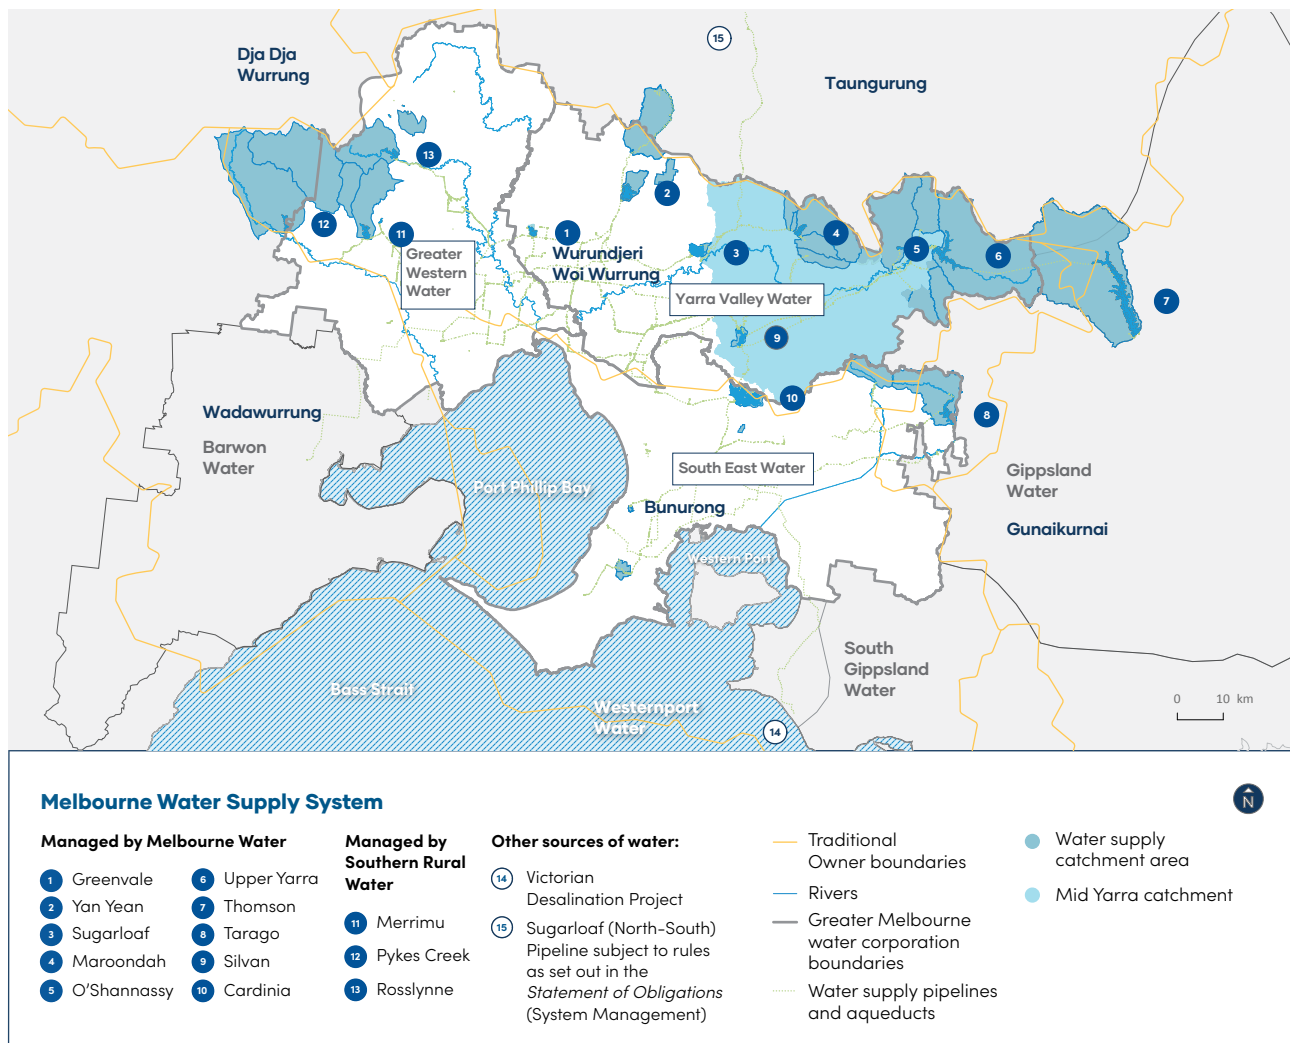 15
Dja Dja
Wurrung
Taungurung
13
2
12
11
1
Wurundjeri
Woi Wurrung
Greater
Western
Water
3
4
5
6
7
Yarra Valley Water
9
10
8
Wadawurrung
Barwon
Water
South East Water
Port Phillip Bay
Bunurong
Gippsland
Water
Gunaikurnai
Western Port
South
Gippsland
Water
Bass Strait
Westernport
Water
14
0 10 km
Melbourne Water Supply System
N
Managed by Melbourne Water
1 Greenvale
2 Yan Yean
3 Sugarloaf
4 Maroondah
5 O'Shannassy
6 Upper Yarra
7 Thomson
8 Tarago
9 Silvan
10 Cardinia
Managed by
Southern Rural
Water
11 Merrimu
12 Pykes Creek
13 Rosslynne
Other sources of water:
14 Victorian
Desalination Project
15 Sugarloaf (North–South)
Pipeline subject to rules
as set out in the
Statement of Obligations
(System Management)
Traditional
Owner boundaries
Rivers
Greater Melbourne
water corporation
boundaries
Water supply pipelines
and aqueducts
Water supply
catchment area
Mid Yarra catchment